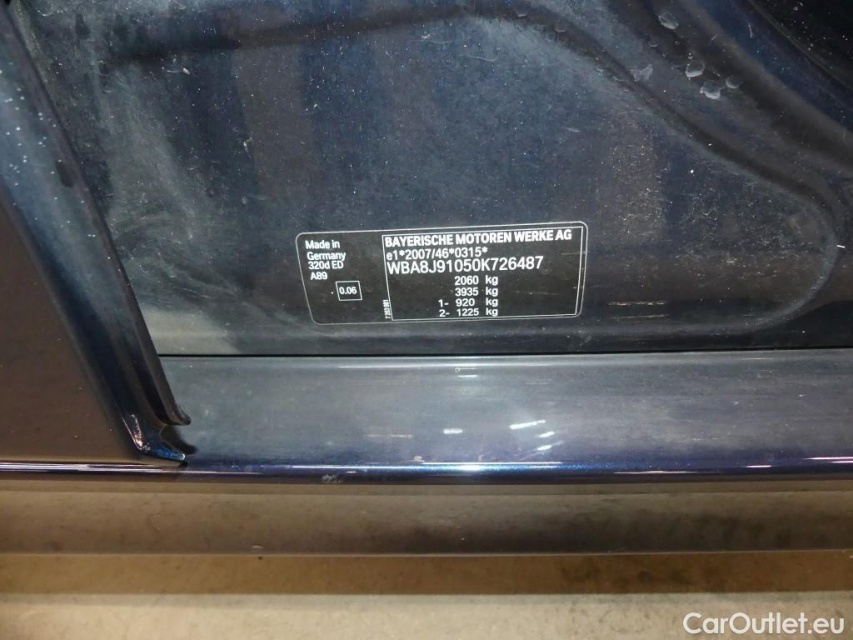 Made in
Germany
320d ED
A89
0.06
BAYERISCHE MOTOREN WERKE AG
e1*2007/46*0315*
WBA8J91050K726487
2060 kg
3935 kg
1- 920 kg
2- 1225 kg
CarOutlet.eu